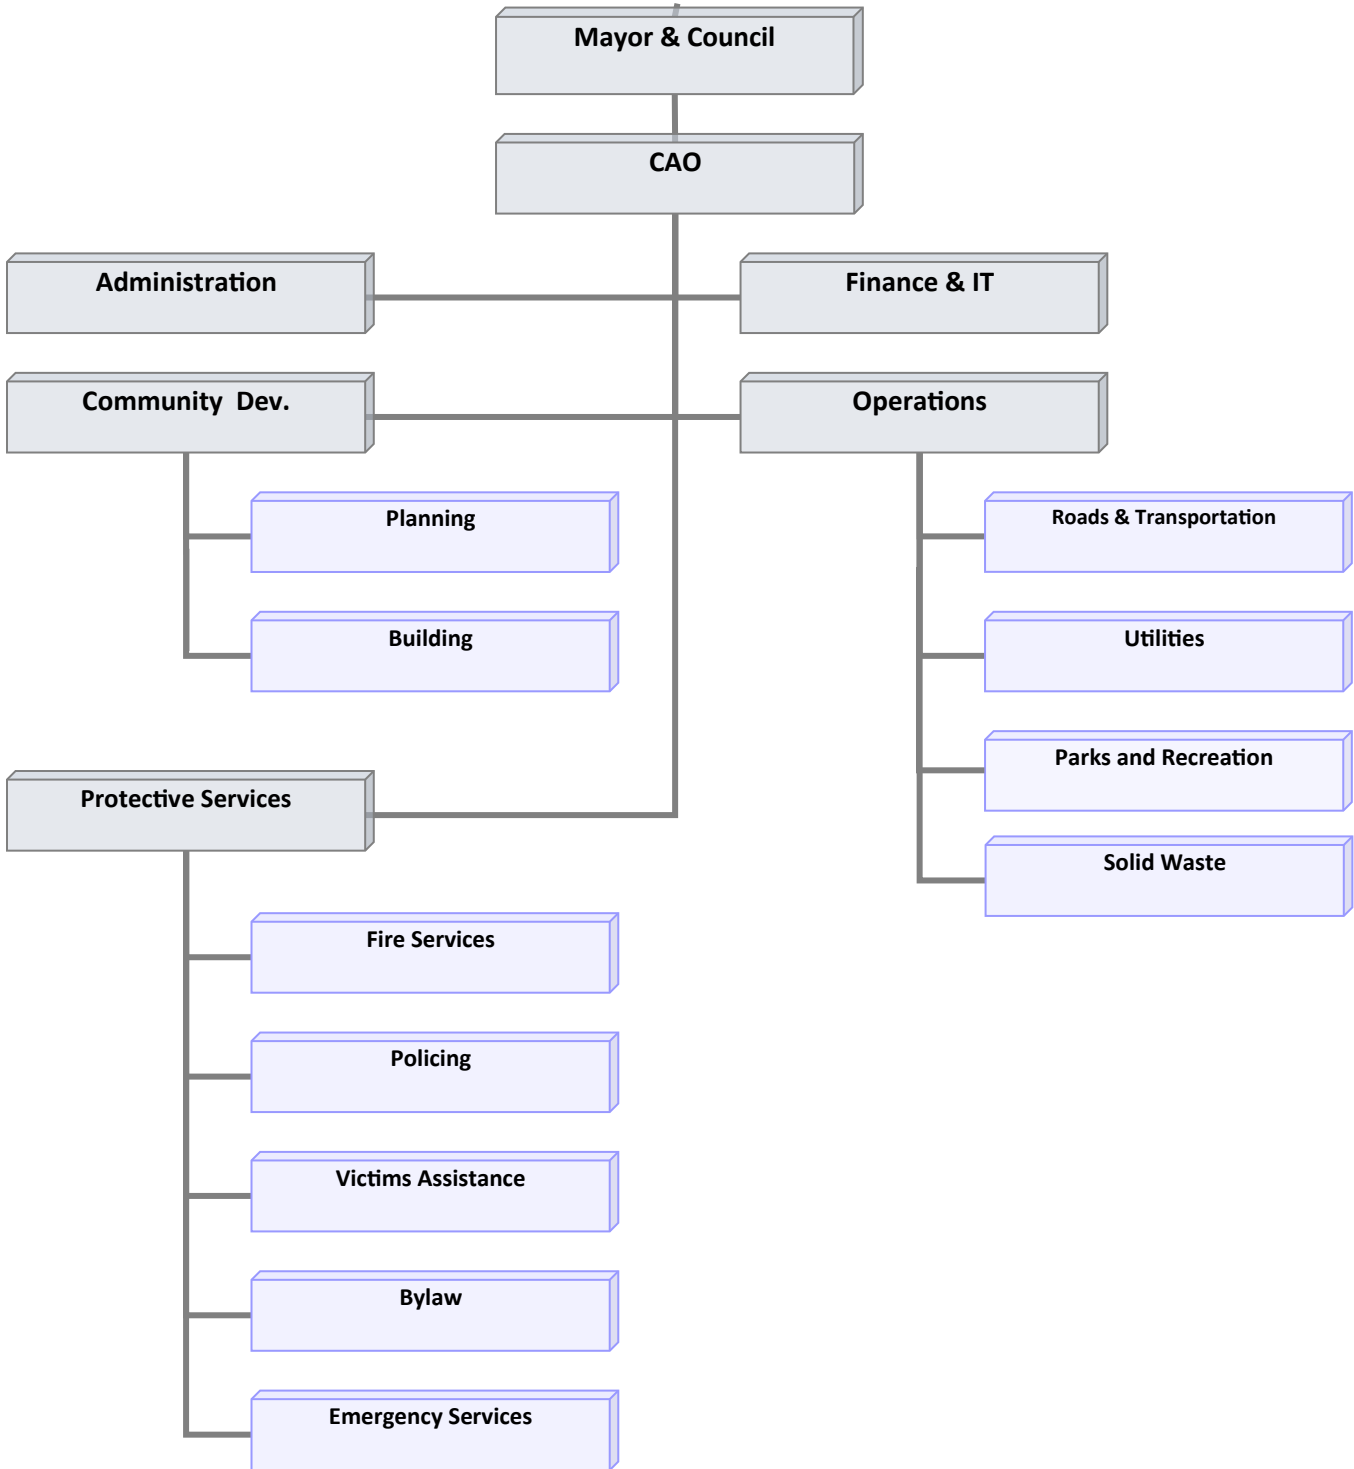 Mayor & Council
CAO
Administration
Finance & IT
Community Dev.
Operations
Planning
Roads & Transportation
Building
Utilities
Parks and Recreation
Protective Services
Solid Waste
Fire Services
Policing
Victims Assistance
Bylaw
Emergency Services